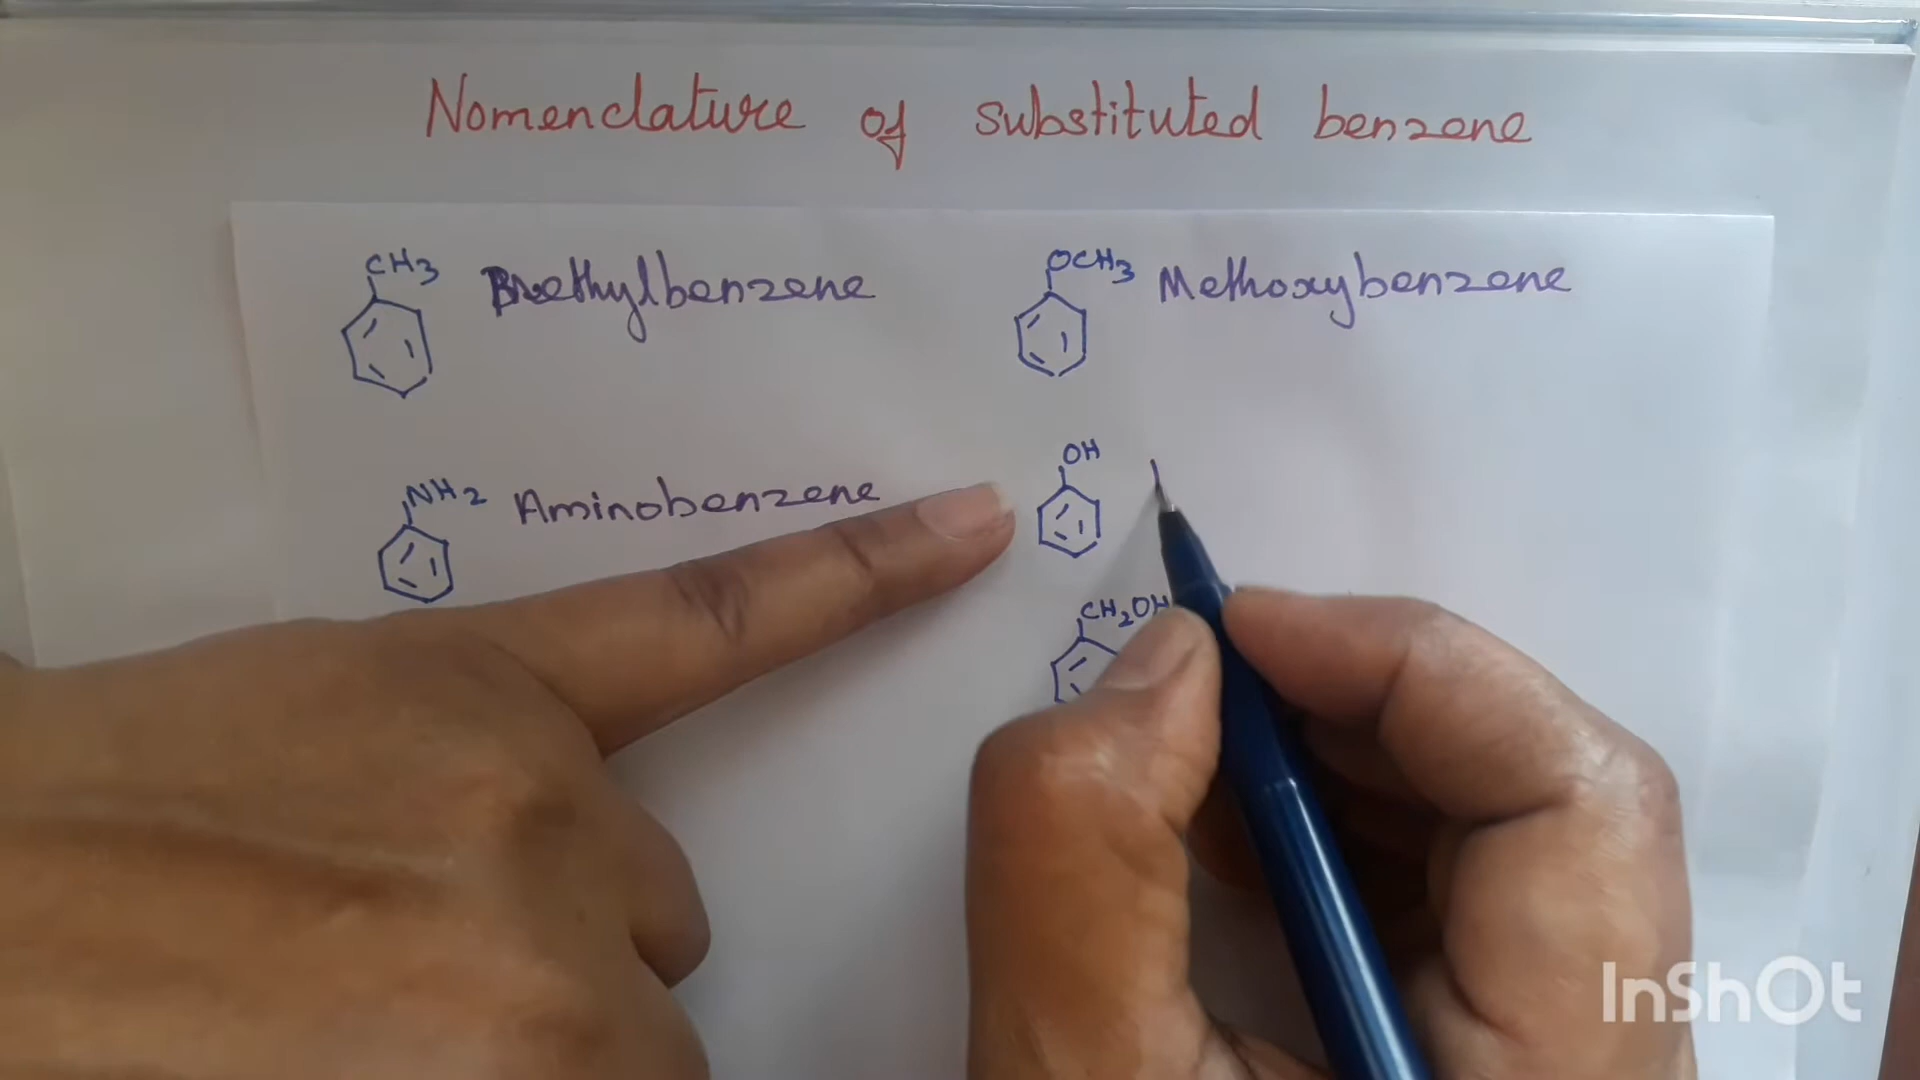 Nomenclature of substituted benzene
CH3 Methylbenzene
OCH3 Methoxybenzene
NH2 Aminobenzene
OH
CH2OH
InShOt